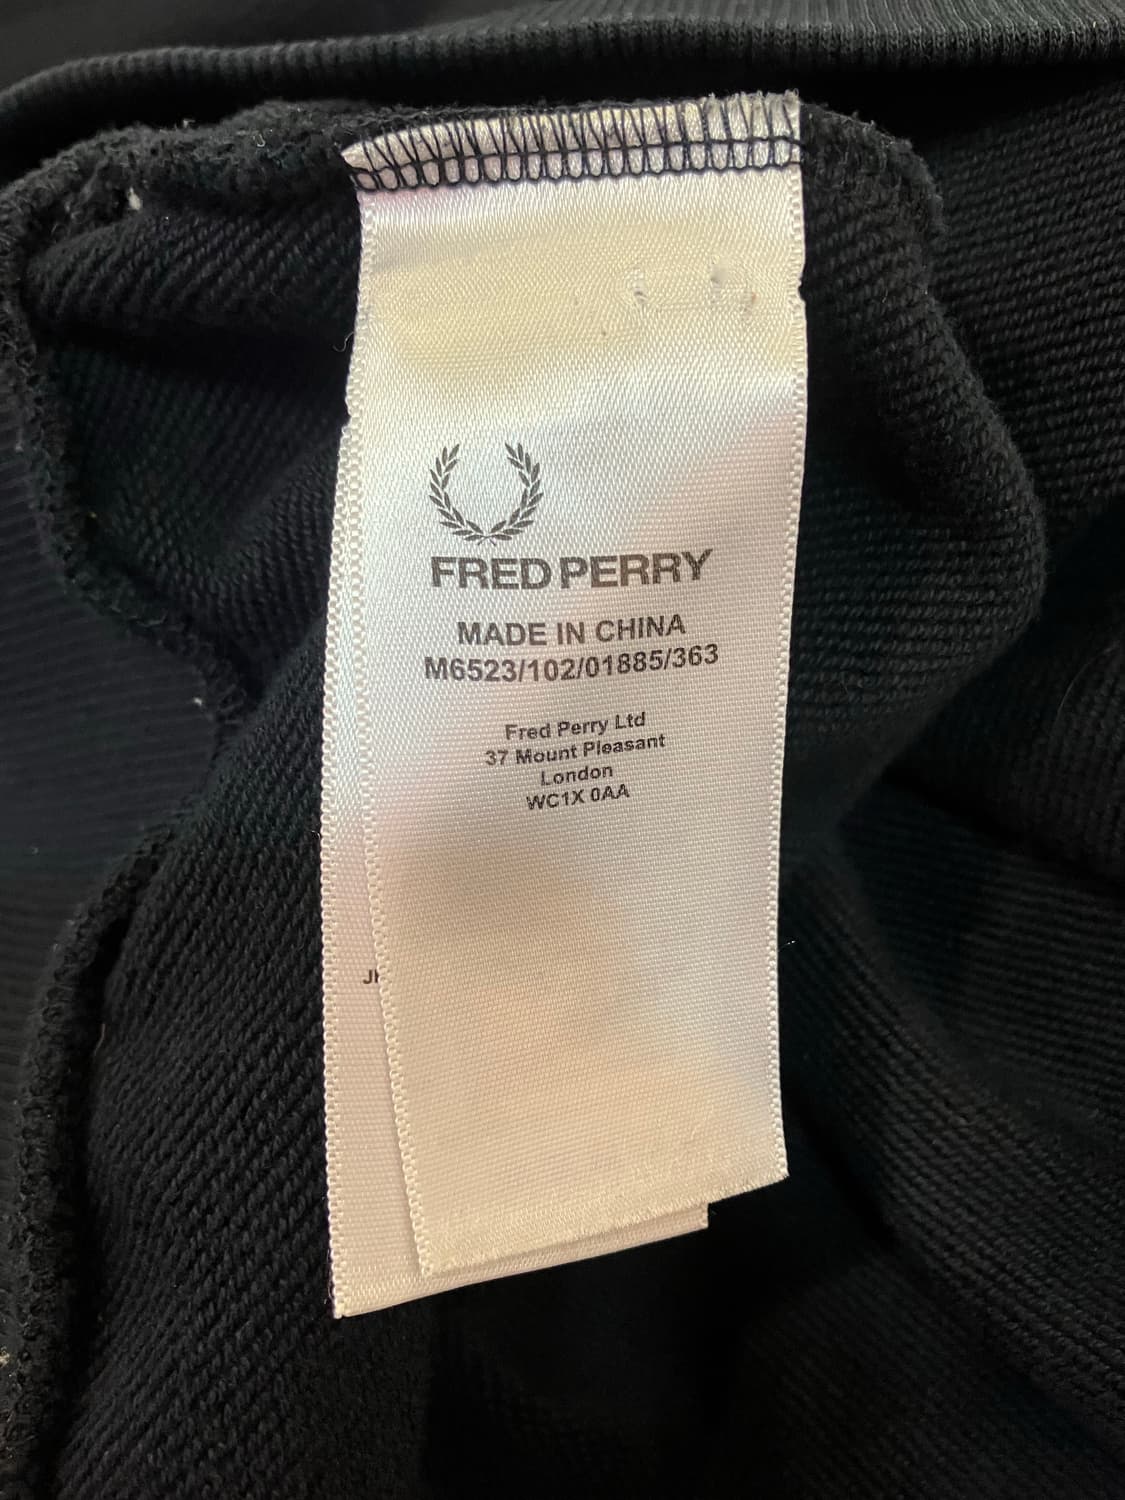 FRED PERRY
MADE IN CHINA
M6523/102/01885/363
Fred Perry Ltd
37 Mount Pleasant
London
WC1X 0AA